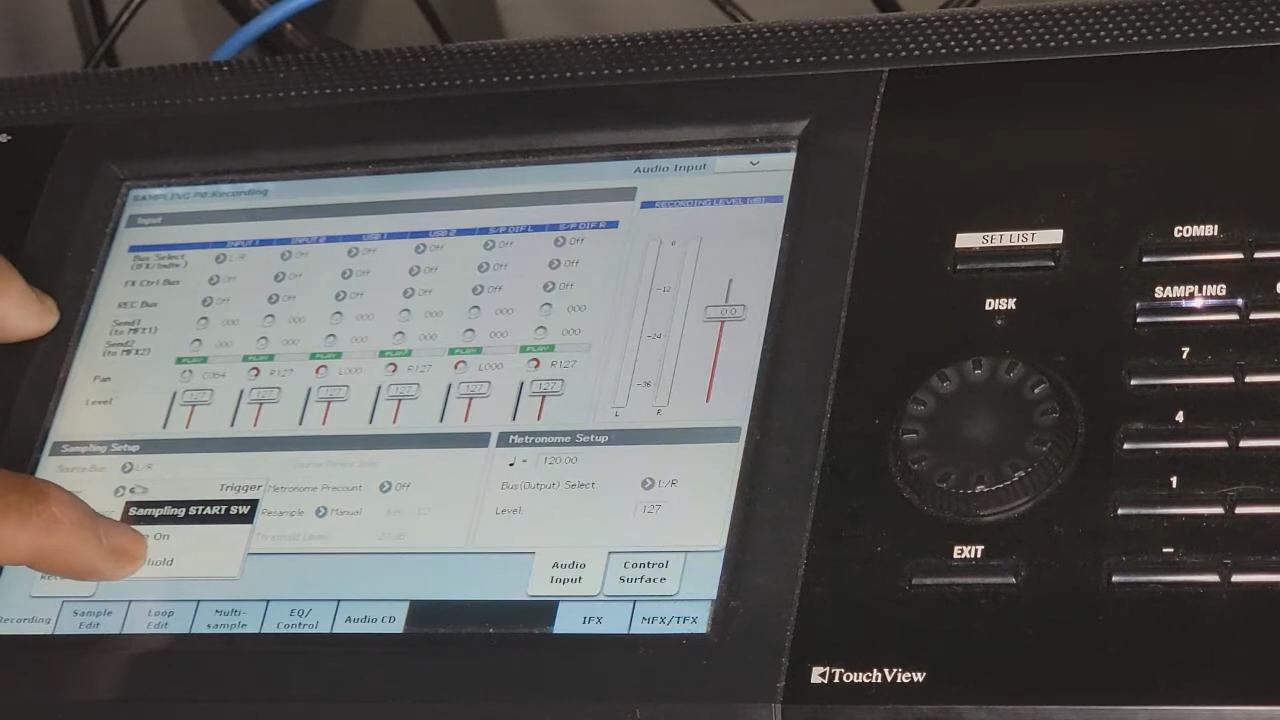 Audio Input
SAMPLING P0:Recording
Input
RECORDING LEVEL [dB]
INPUT 1 INPUT 2 USB 1 USB 2 S/P DIF L S/P DIF R
Bus Select (IFX/Indiv.) L/R Off Off Off Off Off
FX Ctrl Bus Off Off Off Off Off Off
REC Bus Off Off Off Off Off Off
Send1 (to MFX1) 000 000 000 000 000 000
Send2 (to MFX2) 000 000 000 000 000 000
PLAY PLAY PLAY PLAY PLAY PLAY
Pan C064 R127 L000 R127 L000 R127
Level 127 127 127 127 127 127
0
-12
-24
-36
L R
0.0
Sampling Setup
Source Bus: L/R
Trigger
Sampling START SW
On
hold
Metronome Precount: Off
Resample: Manual
Threshold Level:
Metronome Setup
♩ = 120.00
Bus(Output) Select: L/R
Level: 127
Audio Input
Control Surface
Recording
Sample Edit
Loop Edit
Multi-sample
EQ/Control
Audio CD
IFX
MFX/TFX
SET LIST
COMBI
DISK
SAMPLING
7
4
1
EXIT
-
TouchView